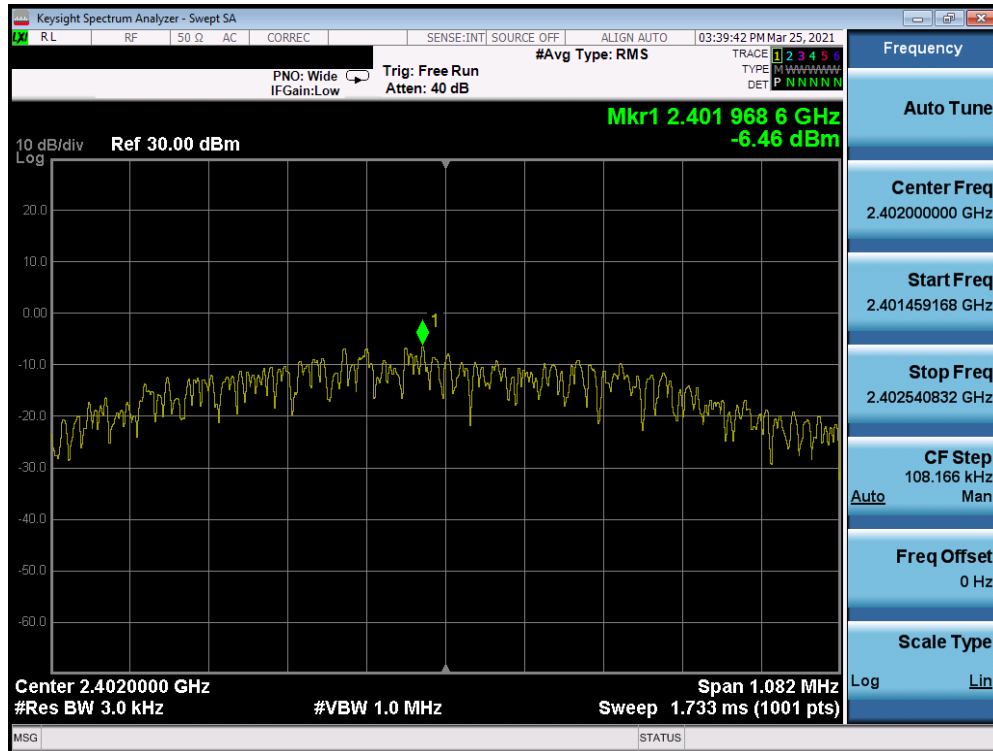 Keysight Spectrum Analyzer - Swept SA
LXI RL RF 50 Ω AC CORREC SENSE:INT SOURCE OFF ALIGN AUTO 03:39:42 PM Mar 25, 2021
#Avg Type: RMS TRACE 1 2 3 4 5 6
PNO: Wide Trig: Free Run TYPE M W W W W W
IFGain:Low Atten: 40 dB DET P N N N N N
Mkr1 2.401 968 6 GHz
10 dB/div Ref 30.00 dBm -6.46 dBm
Log
20.0
10.0
0.00
1
-10.0
-20.0
-30.0
-40.0
-50.0
-60.0
Center 2.4020000 GHz Span 1.082 MHz
#Res BW 3.0 kHz #VBW 1.0 MHz Sweep 1.733 ms (1001 pts)
MSG STATUS
Frequency
Auto Tune
Center Freq
2.402000000 GHz
Start Freq
2.401459168 GHz
Stop Freq
2.402540832 GHz
CF Step
108.166 kHz
Auto Man
Freq Offset
0 Hz
Scale Type
Log Lin